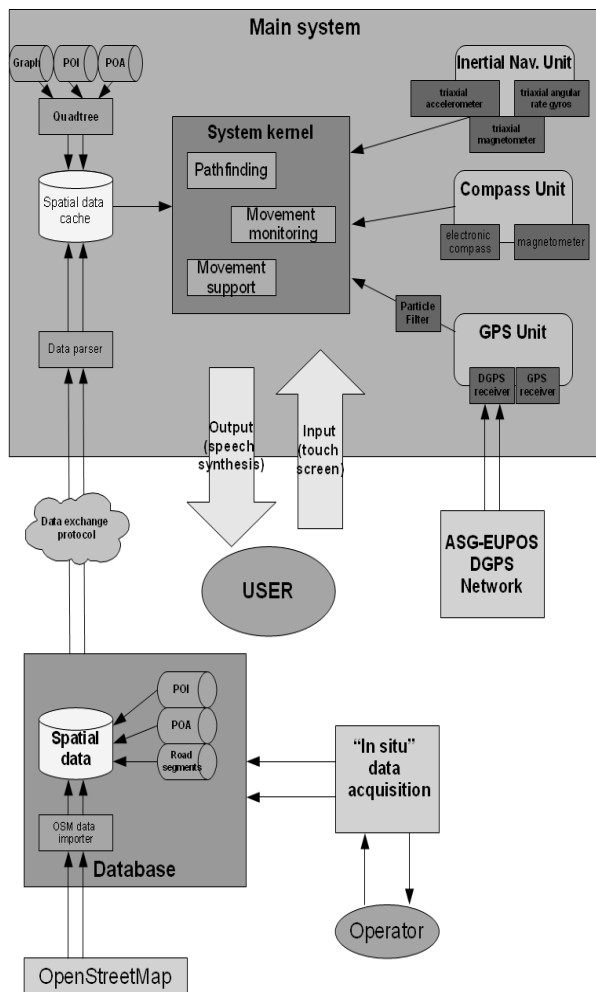 Main system
Graph
POI
POA
Quadtree
Spatial data
cache
Data parser
System kernel
Pathfinding
Movement
monitoring
Movement
support
Inertial Nav. Unit
triaxial
accelerometer
triaxial angular
rate gyros
triaxial
magnetometer
Compass Unit
electronic
compass
magnetometer
Particle
Filter
GPS Unit
DGPS
receiver
GPS
receiver
Output
(speech
synthesis)
Input
(touch
screen)
Data exchange
protocol
USER
ASG-EUPOS
DGPS
Network
POI
POA
Road
segments
Spatial
data
OSM data
importer
Database
“In situ”
data
acquisition
Operator
OpenStreetMap